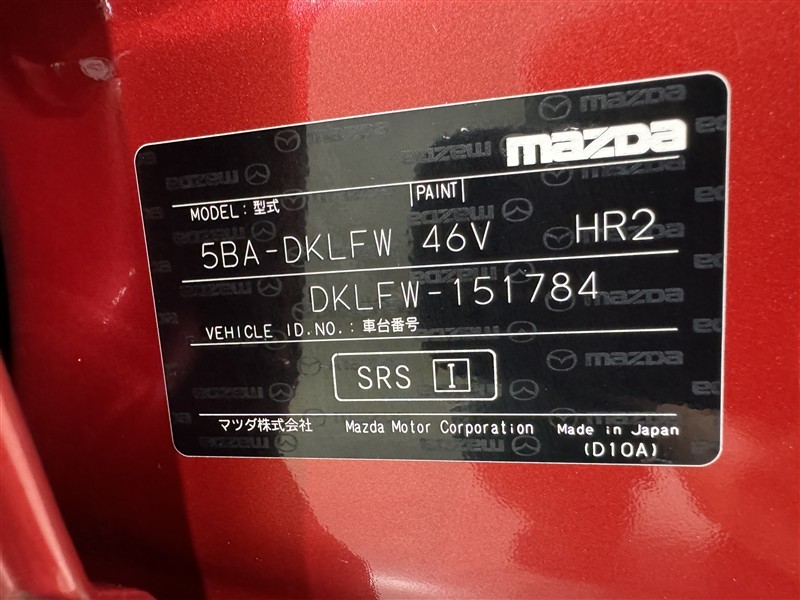 mazda
MODEL:型式 PAINT
5BA-DKLFW 46V HR2
DKLFW-151784
VEHICLE ID.NO.:車台番号
SRS I
マツダ株式会社 Mazda Motor Corporation Made in Japan
(D10A)